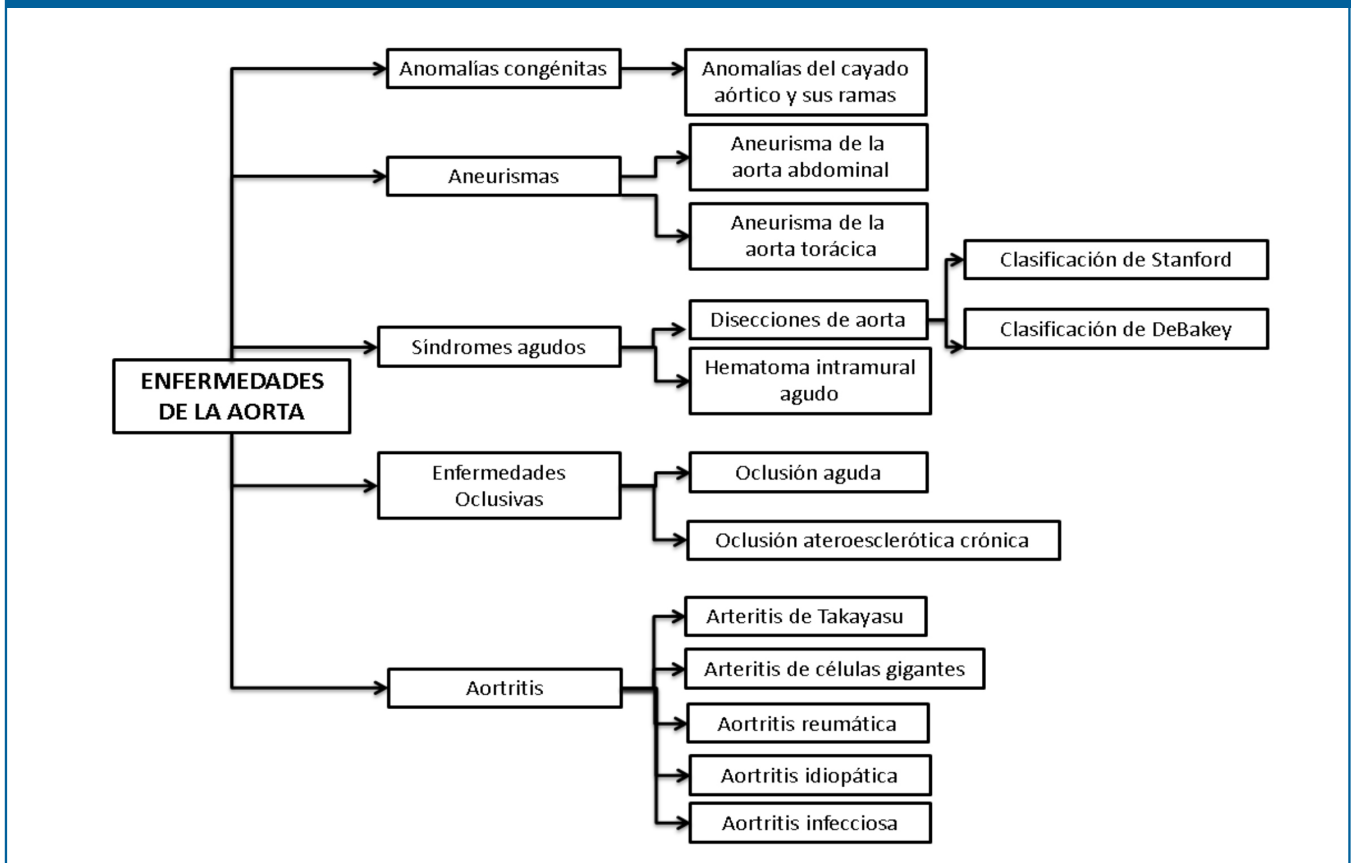 Anomalías congénitas
Anomalías del cayado
aórtico y sus ramas
Aneurismas
Aneurisma de la
aorta abdominal
Aneurisma de la
aorta torácica
Síndromes agudos
Disecciones de aorta
Clasificación de Stanford
Clasificación de DeBakey
Hematoma intramural
agudo
ENFERMEDADES
DE LA AORTA
Enfermedades
Oclusivas
Oclusión aguda
Oclusión ateroesclerótica crónica
Aortritis
Arteritis de Takayasu
Arteritis de células gigantes
Aortritis reumática
Aortritis idiopática
Aortritis infecciosa